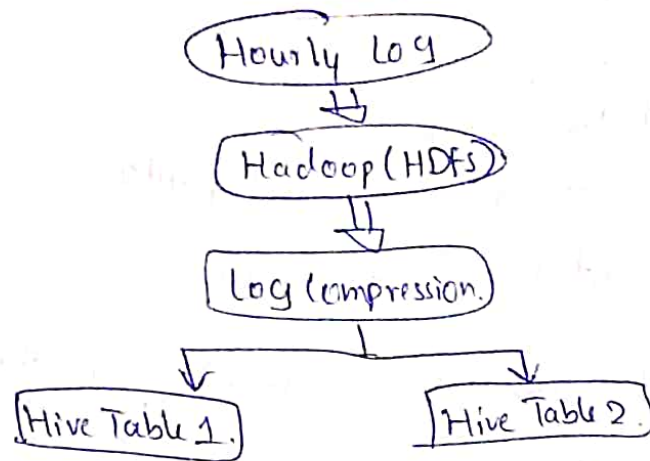 Hourly Log
Hadoop (HDFS)
Log Compression.
Hive Table 1.
Hive Table 2.